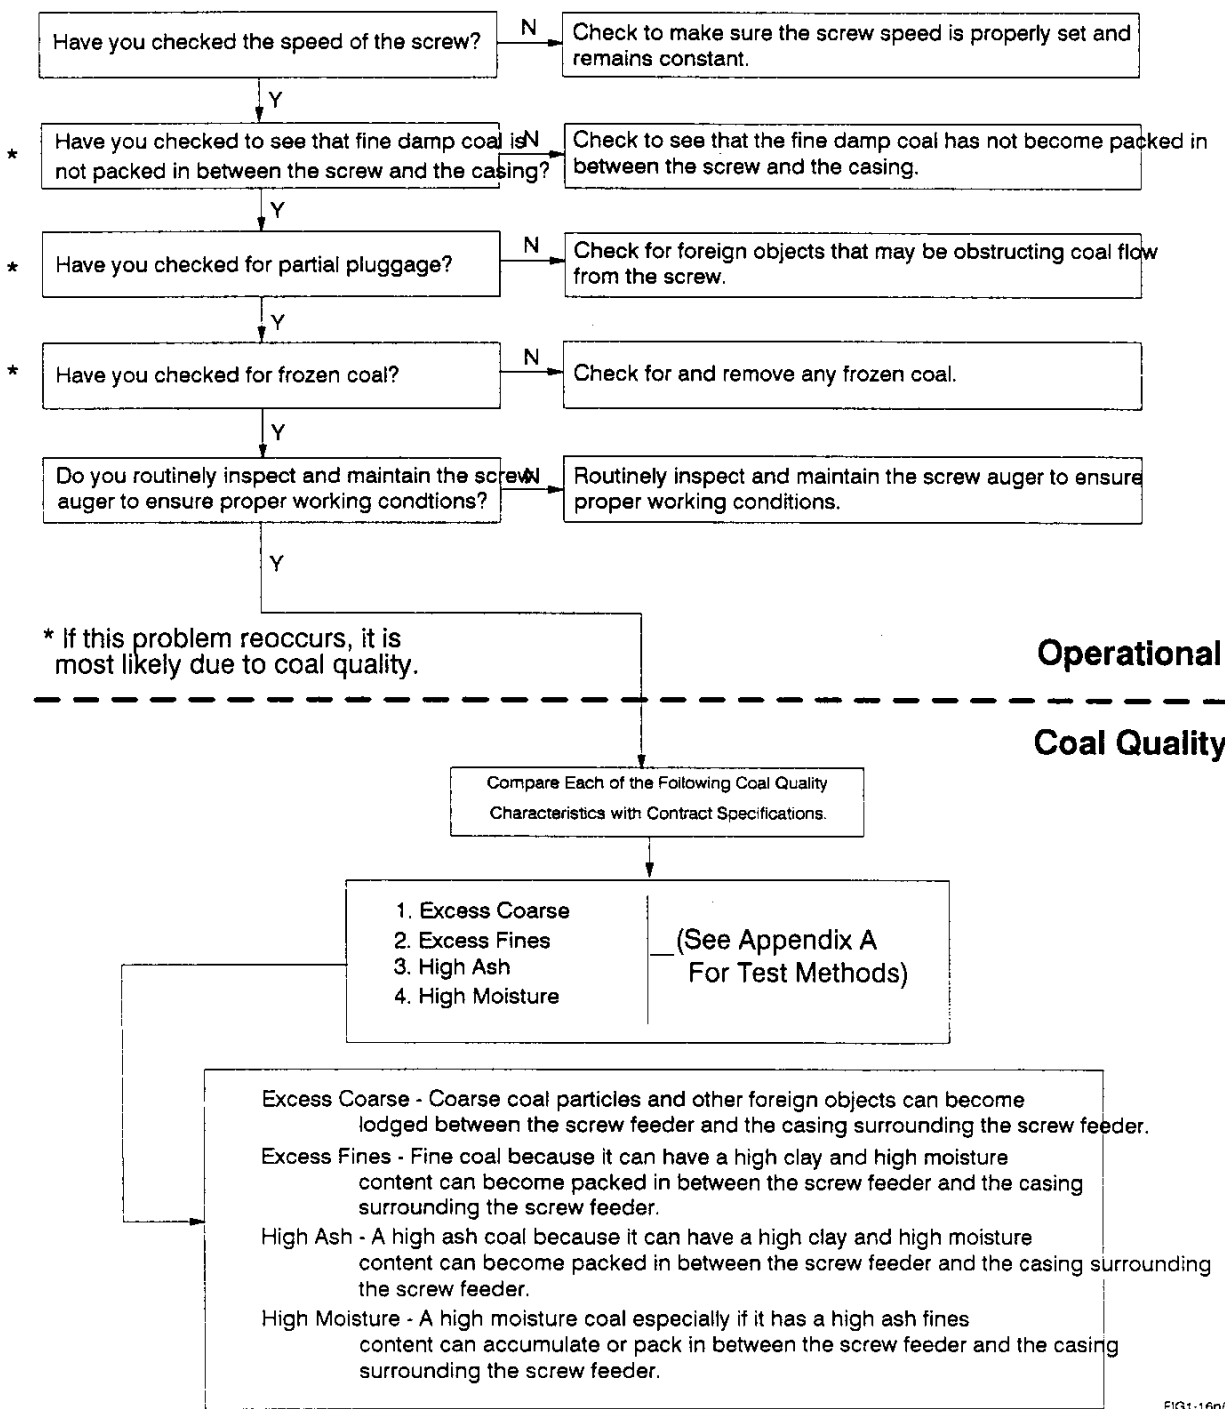 Have you checked the speed of the screw?
N
Check to make sure the screw speed is properly set and
remains constant.
Y
*
Have you checked to see that fine damp coal is
not packed in between the screw and the casing?
N
Check to see that the fine damp coal has not become packed in
between the screw and the casing.
Y
*
Have you checked for partial pluggage?
N
Check for foreign objects that may be obstructing coal flow
from the screw.
Y
*
Have you checked for frozen coal?
N
Check for and remove any frozen coal.
Y
Do you routinely inspect and maintain the screw
auger to ensure proper working condtions?
N
Routinely inspect and maintain the screw auger to ensure
proper working conditions.
Y
* If this problem reoccurs, it is
most likely due to coal quality.
Operational
Coal Quality
Compare Each of the Following Coal Quality
Characteristics with Contract Specifications.
1. Excess Coarse
2. Excess Fines
3. High Ash
4. High Moisture
(See Appendix A
For Test Methods)
Excess Coarse - Coarse coal particles and other foreign objects can become
lodged between the screw feeder and the casing surrounding the screw feeder.
Excess Fines - Fine coal because it can have a high clay and high moisture
content can become packed in between the screw feeder and the casing
surrounding the screw feeder.
High Ash - A high ash coal because it can have a high clay and high moisture
content can become packed in between the screw feeder and the casing surrounding
the screw feeder.
High Moisture - A high moisture coal especially if it has a high ash fines
content can accumulate or pack in between the screw feeder and the casing
surrounding the screw feeder.